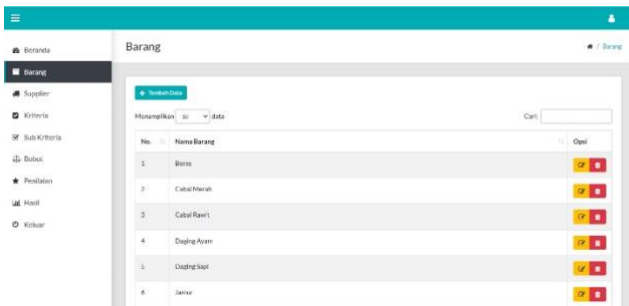 Beranda
Barang
Supplier
Kriteria
Sub Kriteria
Bobot
Penilaian
Hasil
Keluar
Barang
/ Barang
+ Tambah Data
Menampilkan 10 data
Cari:
No. Nama Barang Opsi
1 Beras
2 Cabai Merah
3 Cabai Rawit
4 Daging Ayam
5 Daging Sapi
6 Jamur